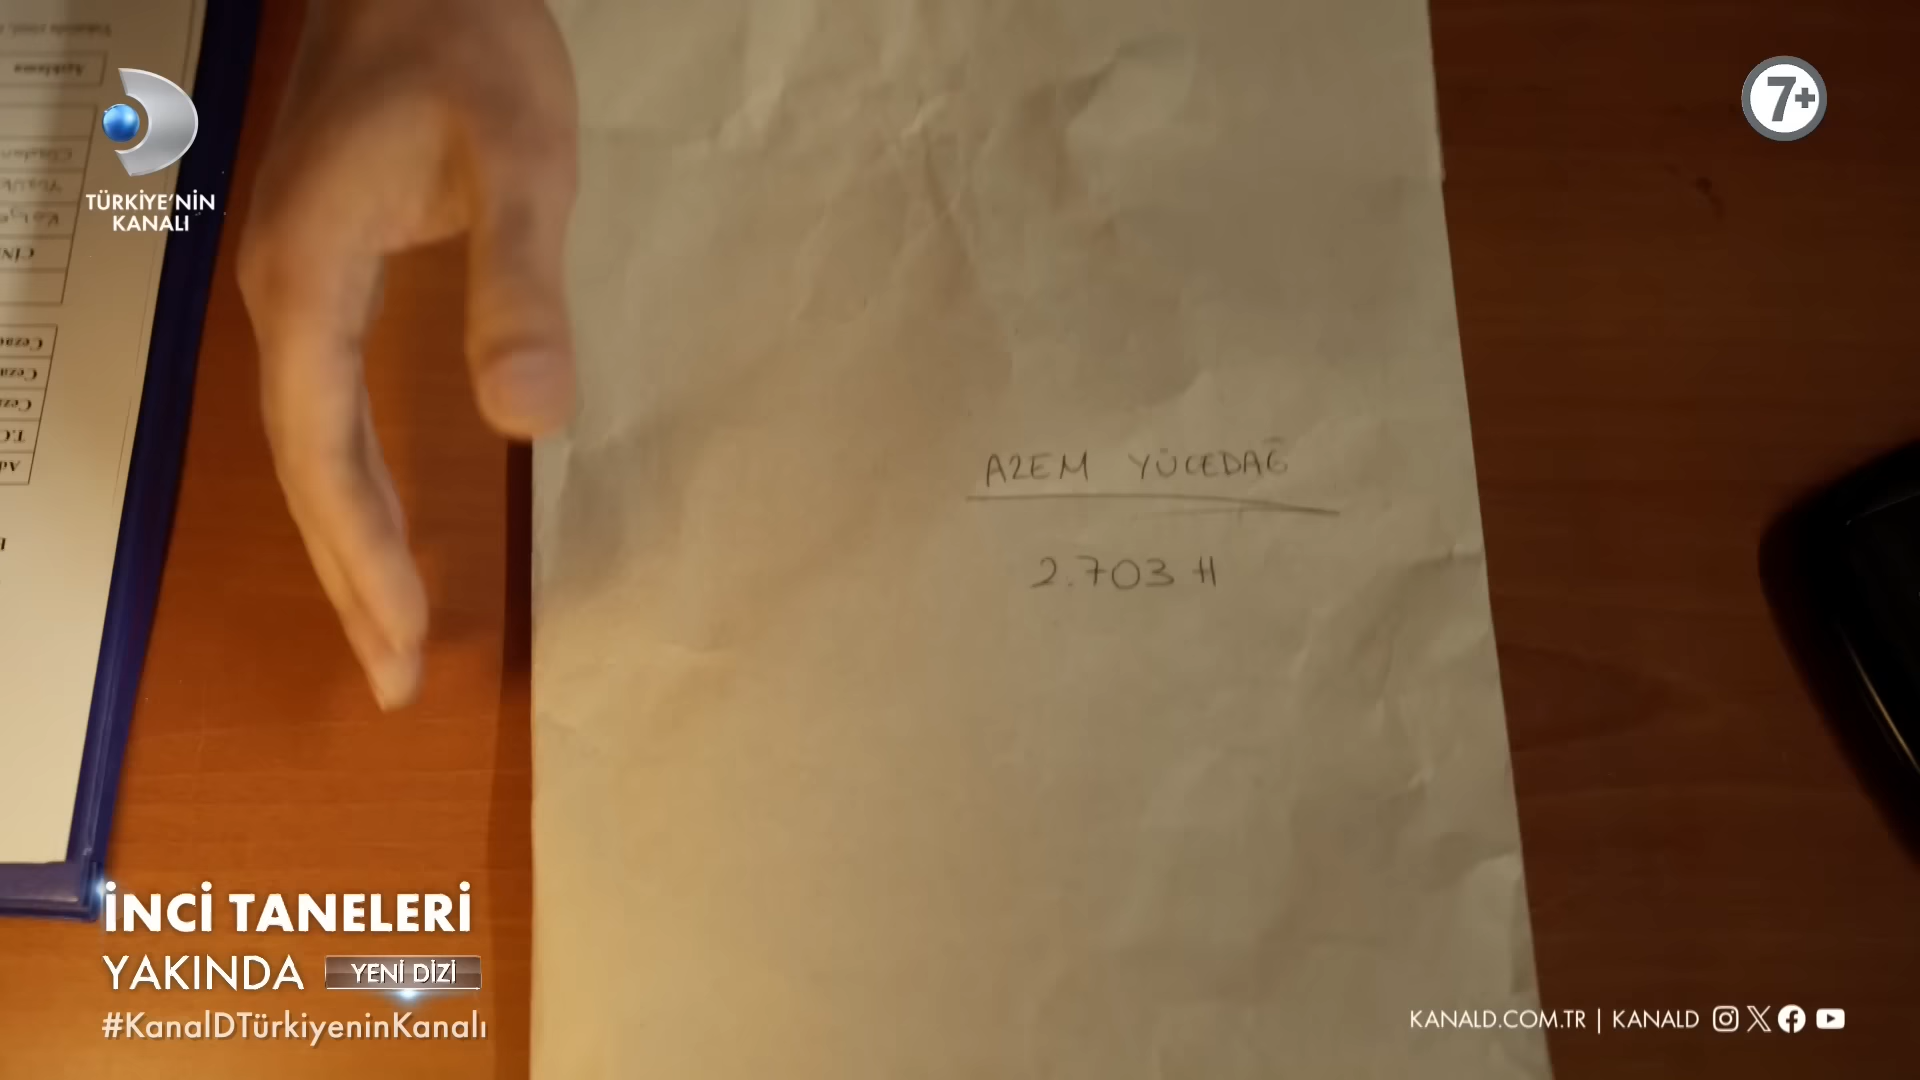 TÜRKİYE'NİN
KANALI
7+
AZEM YÜCEDAĞ
2.703 H
İNCİ TANELERİ
YAKINDA YENİ DİZİ
#KanalDTürkiyeninKanalı
KANALD.COM.TR | KANALD